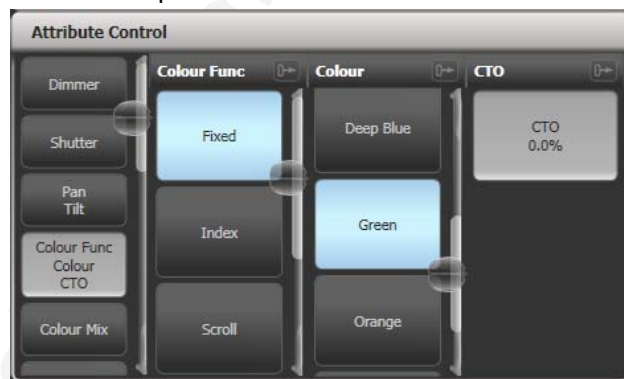 Attribute Control
Dimmer
Shutter
Pan
Tilt
Colour Func
Colour
CTO
Colour Mix
Colour Func
Fixed
Index
Scroll
Colour
Deep Blue
Green
Orange
CTO
CTO
0.0%